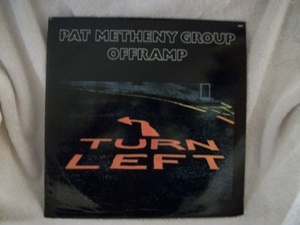 PAT METHENY GROUP
OFFRAMP
TURN
LEFT